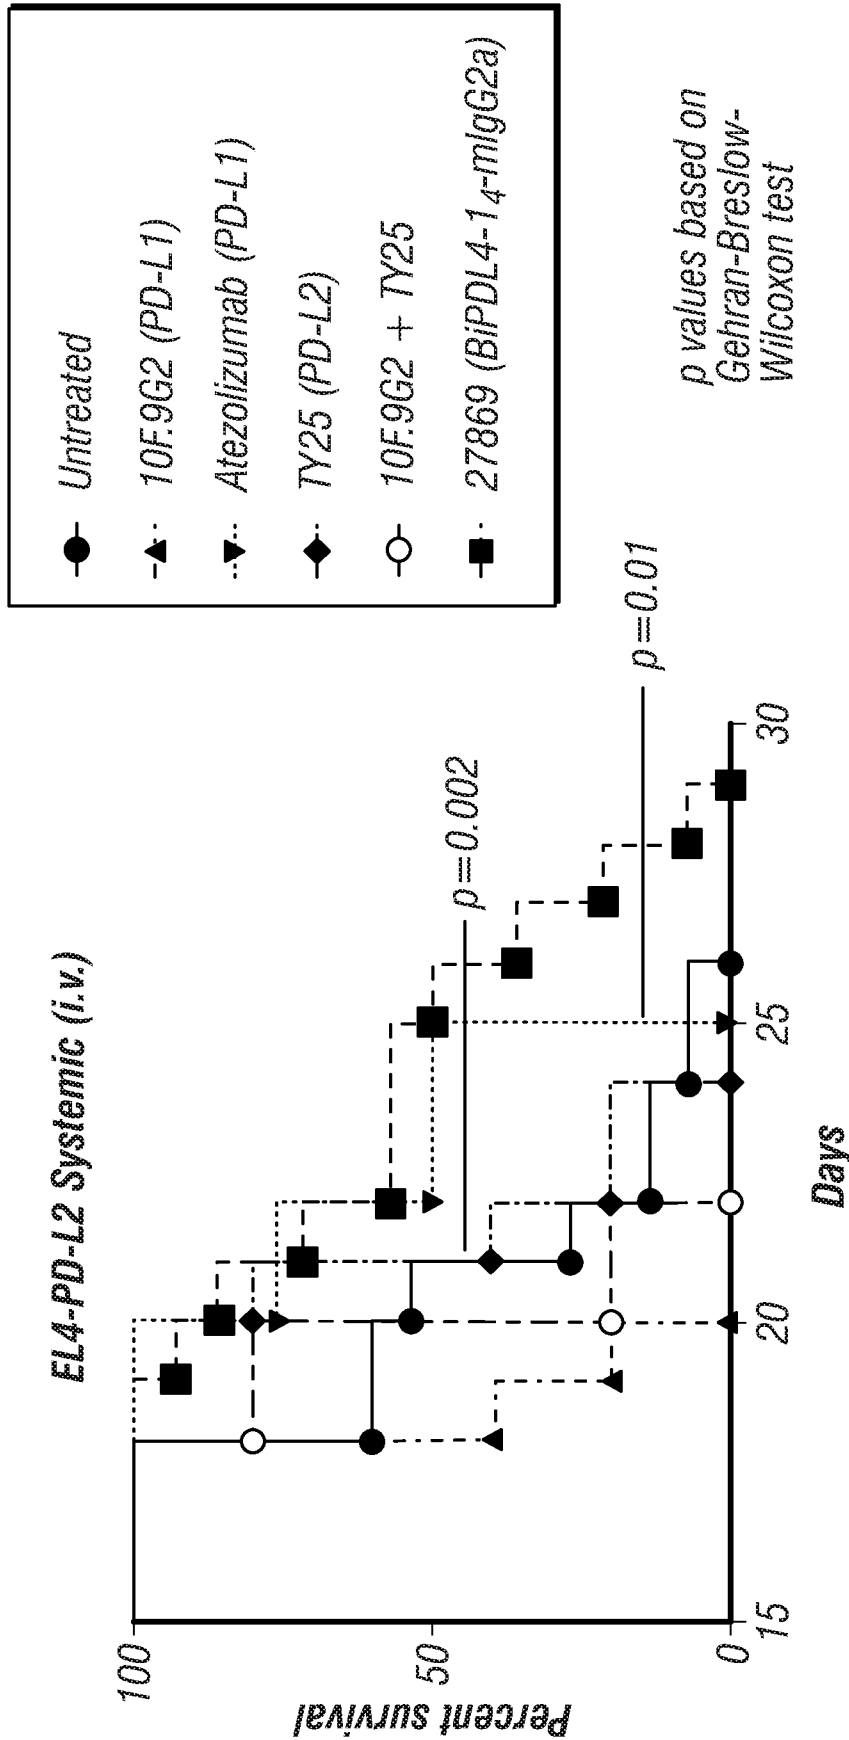 EL4-PD-L2 Systemic (i.v.)
Percent survival
100
50
0
15
20
25
30
Days
p=0.002
p=0.01
Untreated
10F.9G2 (PD-L1)
Atezolizumab (PD-L1)
TY25 (PD-L2)
10F.9G2 + TY25
27869 (BiPDL4-1₄-mIgG2a)
p values based on
Gehran-Breslow-
Wilcoxon test